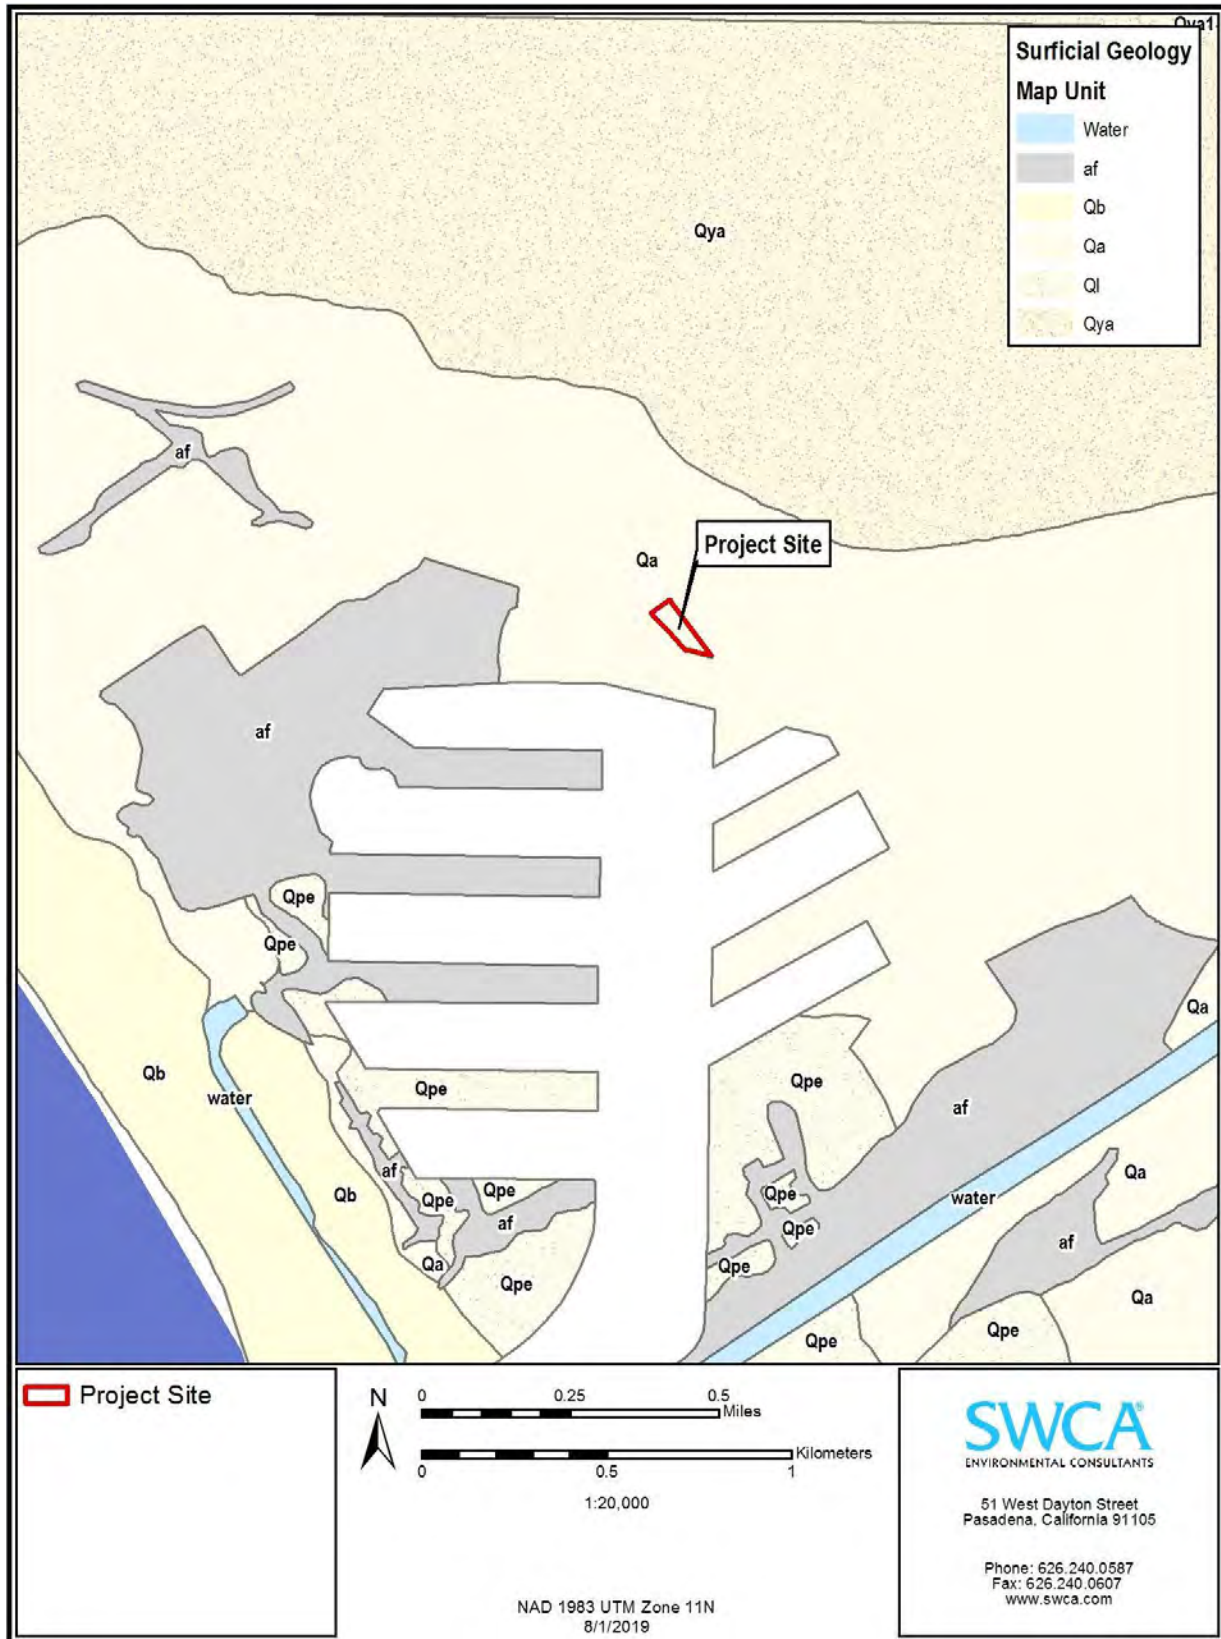 Qya1
Surficial Geology
Map Unit
Water
af
Qb
Qa
Ql
Qya
Qya
af
Qa
Project Site
af
Qpe
Qpe
Qa
Qb
water
Qpe
Qpe
af
af
Qb
Qpe
Qpe
Qpe
Qpe
af
water
Qa
Qa
Qpe
af
Qpe
Qa
Qpe
Qpe
Project Site
N
0 0.25 0.5
Miles
Kilometers
0 0.5 1
1:20,000
NAD 1983 UTM Zone 11N
8/1/2019
SWCA®
ENVIRONMENTAL CONSULTANTS
51 West Dayton Street
Pasadena, California 91105
Phone: 626.240.0587
Fax: 626.240.0607
www.swca.com